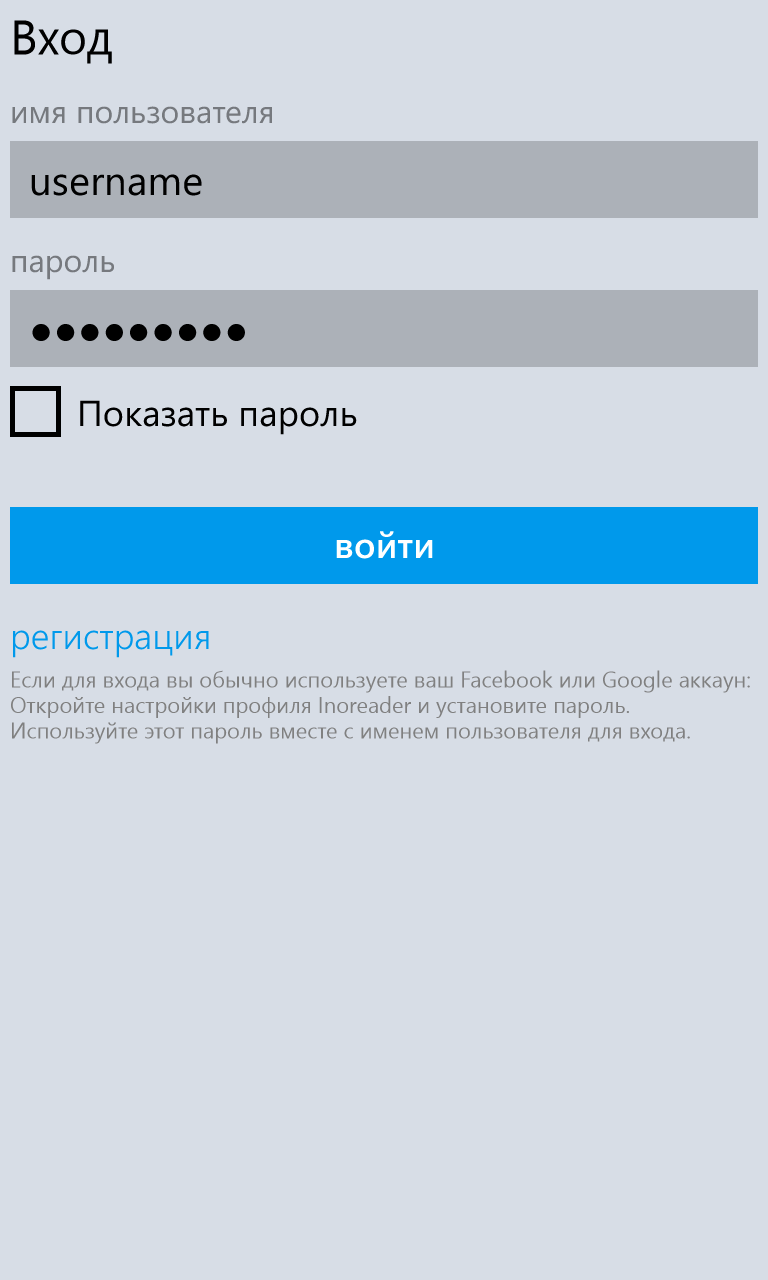 Вход
имя пользователя
username
пароль
●●●●●●●●●
Показать пароль
войти
регистрация
Если для входа вы обычно используете ваш Facebook или Google аккаун:
Откройте настройки профиля Inoreader и установите пароль.
Используйте этот пароль вместе с именем пользователя для входа.